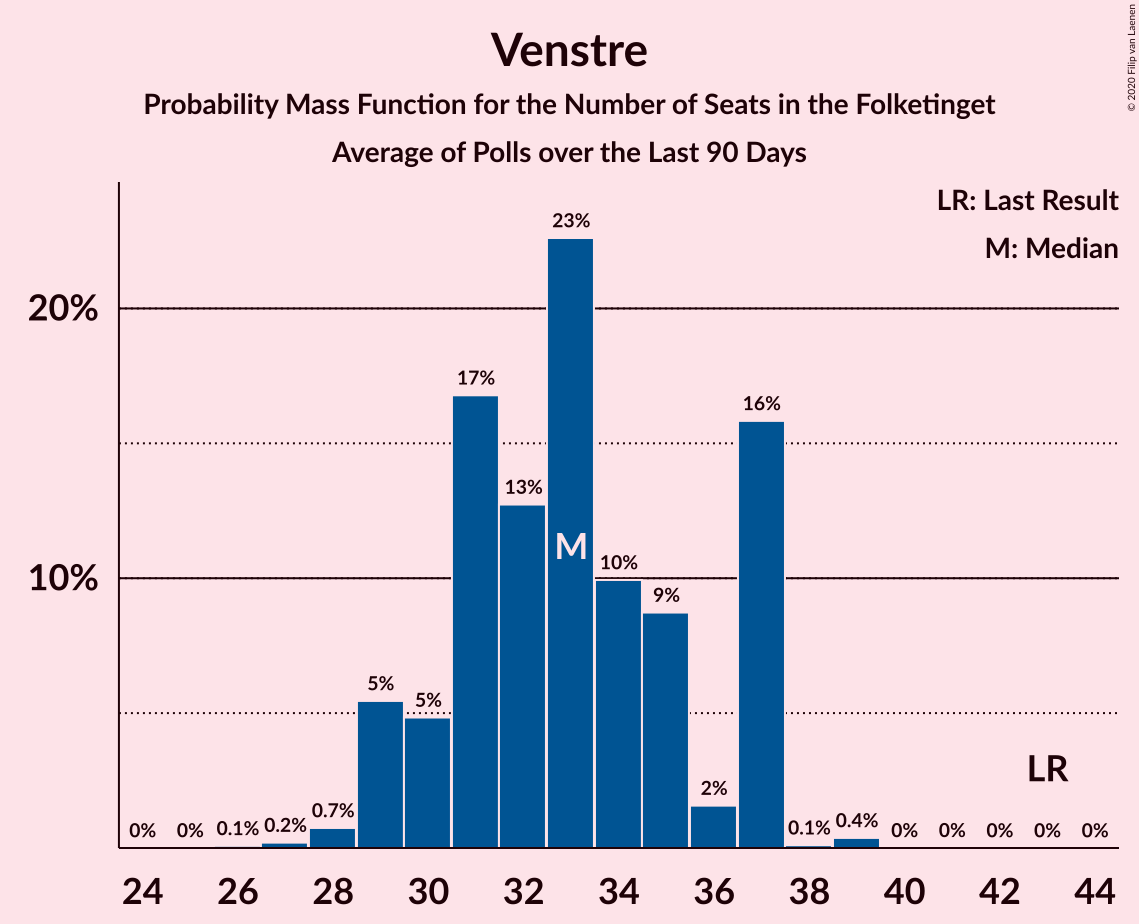 © 2020 Filip van Laenen
Venstre
Probability Mass Function for the Number of Seats in the Folketinget
Average of Polls over the Last 90 Days
LR: Last Result
M: Median
20%
10%
0% 0% 0.1% 0.2% 0.7% 5% 5% 17% 13% 23% 10% 9% 2% 16% 0.1% 0.4% 0% 0% 0% 0% 0%
M
LR
24 26 28 30 32 34 36 38 40 42 44